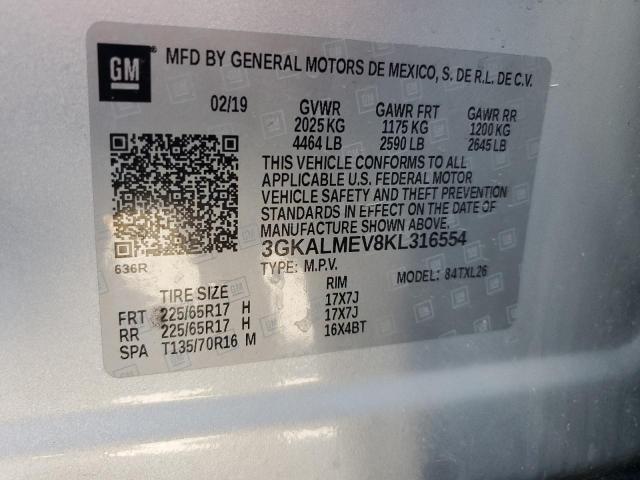 GM
MFD BY GENERAL MOTORS DE MEXICO, S. DE R.L. DE C.V.
02/19 GVWR GAWR FRT GAWR RR
2025 KG 1175 KG 1200 KG
4464 LB 2590 LB 2645 LB
THIS VEHICLE CONFORMS TO ALL
APPLICABLE U.S. FEDERAL MOTOR
VEHICLE SAFETY AND THEFT PREVENTION
STANDARDS IN EFFECT ON THE DATE OF
MANUFACTURE SHOWN ABOVE.
3GKALMEV8KL316554
636R TYPE: M.P.V. MODEL: 84TXL26
TIRE SIZE RIM
FRT 225/65R17 H 17X7J
RR 225/65R17 H 17X7J
SPA T135/70R16 M 16X4BT